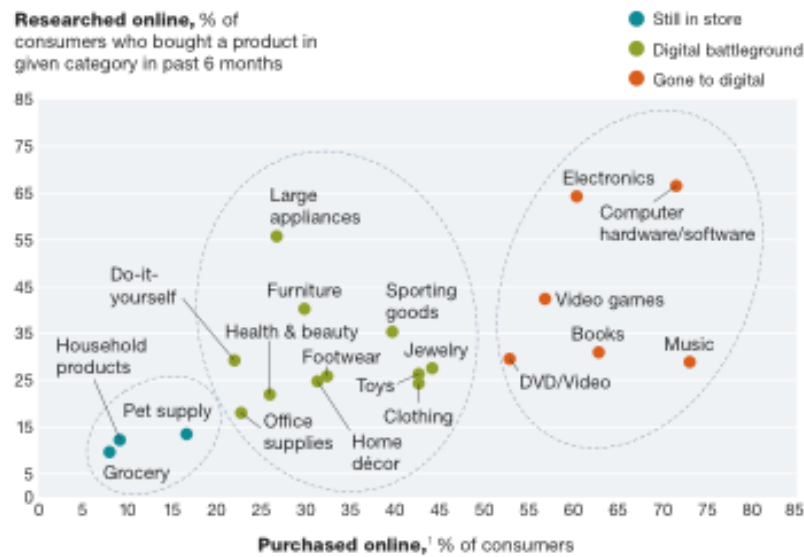 Researched online, % of
consumers who bought a product in
given category in past 6 months
Still in store
Digital battleground
Gone to digital
85
75
65
55
45
35
25
15
5
0
Large
appliances
Electronics
Computer
hardware/software
Do-it-
yourself
Furniture
Sporting
goods
Video games
Household
products
Health & beauty
Footwear
Jewelry
Books
Music
Toys
DVD/Video
Pet supply
Office
supplies
Clothing
Home
décor
Grocery
0 5 10 15 20 25 30 35 40 45 50 55 60 65 70 75 80 85
Purchased online,¹ % of consumers